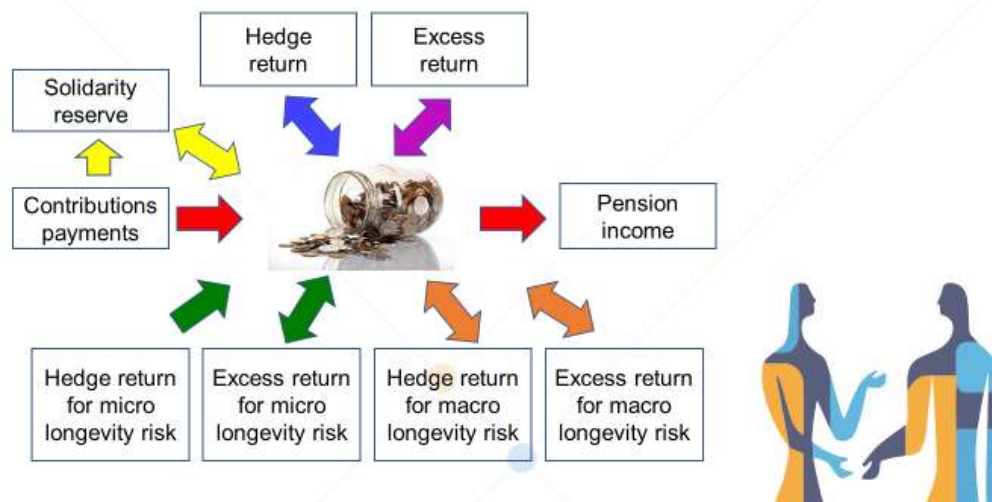 Hedge
return
Excess
return
Solidarity
reserve
Contributions
payments
Pension
income
Hedge return
for micro
longevity risk
Excess return
for micro
longevity risk
Hedge return
for macro
longevity risk
Excess return
for macro
longevity risk